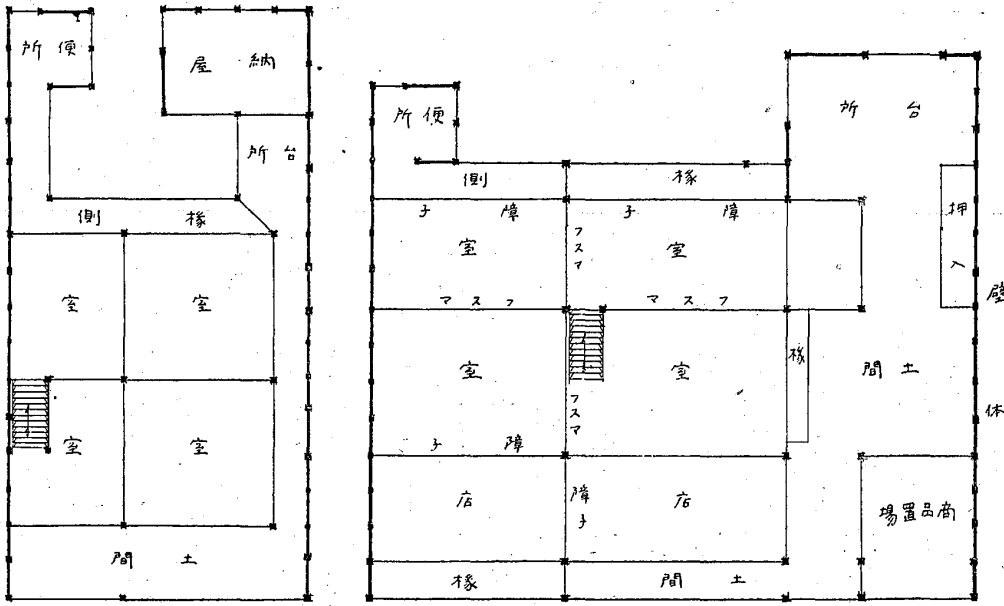 便所
納屋
台所
椽側
室
室
室
室
土間
便所
台所
椽側
押入
障子
障子
室
フスマ
室
フスマ
フスマ
壁体
室
室
椽
土間
フスマ
障子
店
障子
店
商品置場
椽
土間